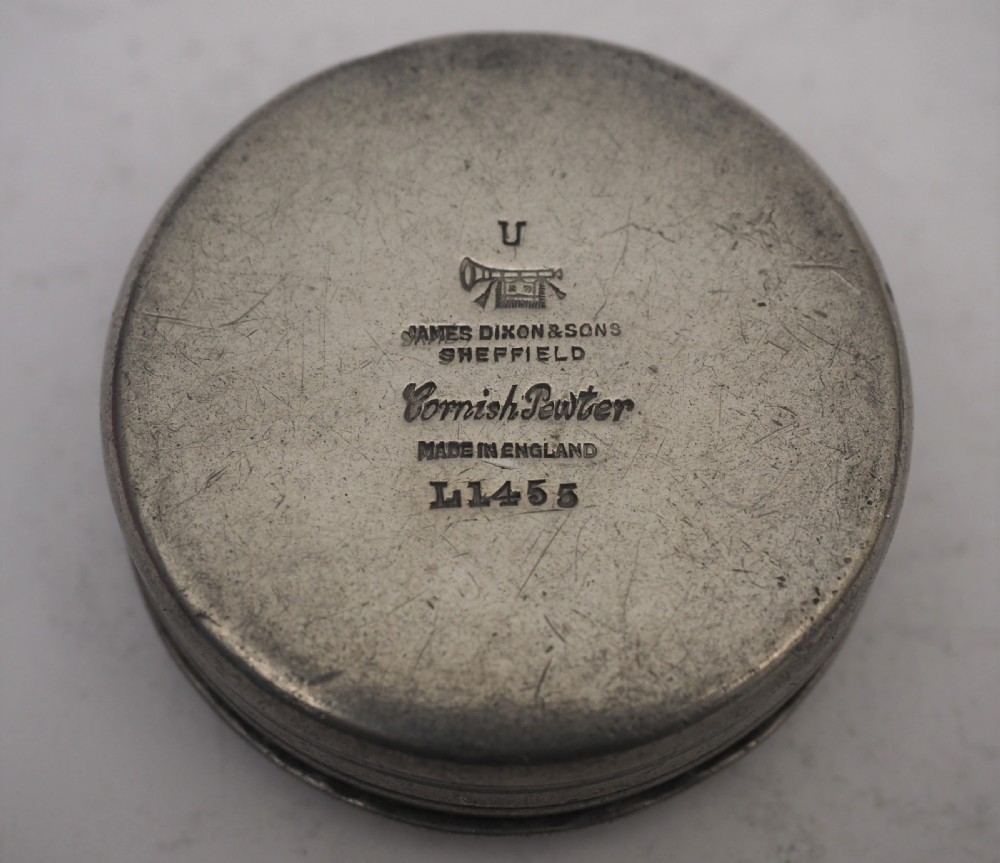 U
JAMES DIXON & SONS
SHEFFIELD
Cornish Pewter
MADE IN ENGLAND
L1455